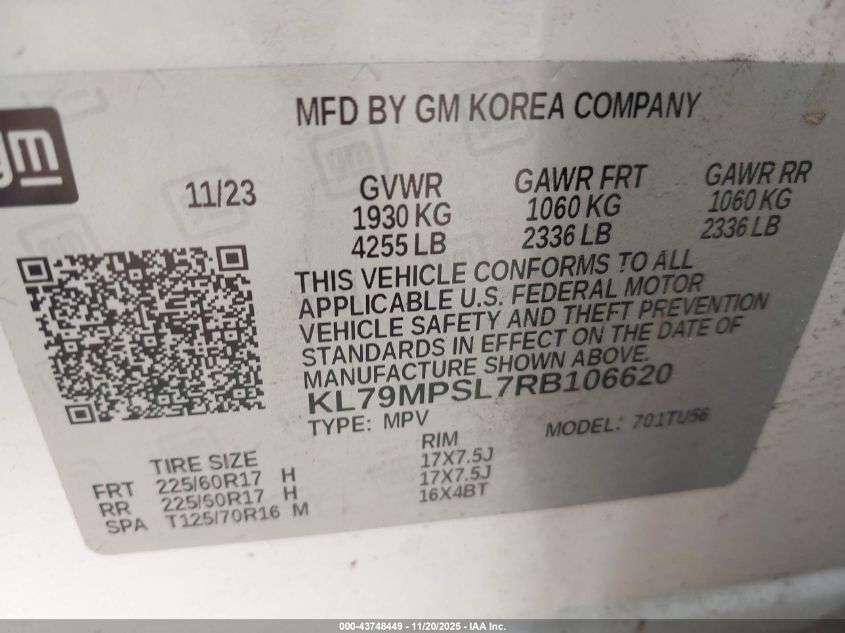 MFD BY GM KOREA COMPANY
gm
11/23
GVWR
1930 KG
4255 LB
GAWR FRT
1060 KG
2336 LB
GAWR RR
1060 KG
2336 LB
THIS VEHICLE CONFORMS TO ALL
APPLICABLE U.S. FEDERAL MOTOR
VEHICLE SAFETY AND THEFT PREVENTION
STANDARDS IN EFFECT ON THE DATE OF
MANUFACTURE SHOWN ABOVE.
KL79MPSL7RB106620
TYPE: MPV
MODEL: 701TU56
TIRE SIZE RIM
FRT 225/60R17 H 17X7.5J
RR 225/60R17 H 17X7.5J
SPA T125/70R16 M 16X4BT
000-43748449 - 11/20/2025 - IAA Inc.